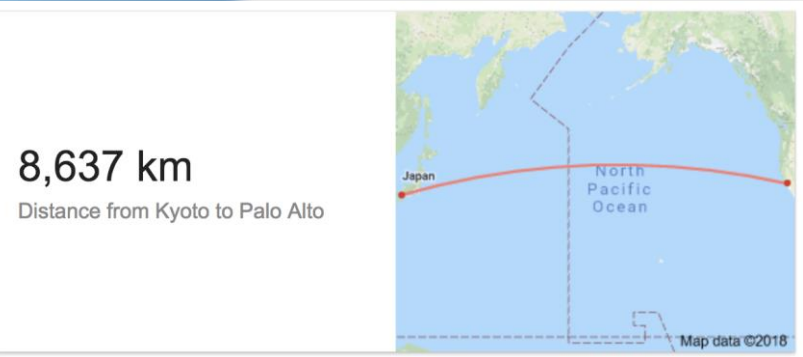 8,637 km
Distance from Kyoto to Palo Alto
Japan
North
Pacific
Ocean
Map data ©2018